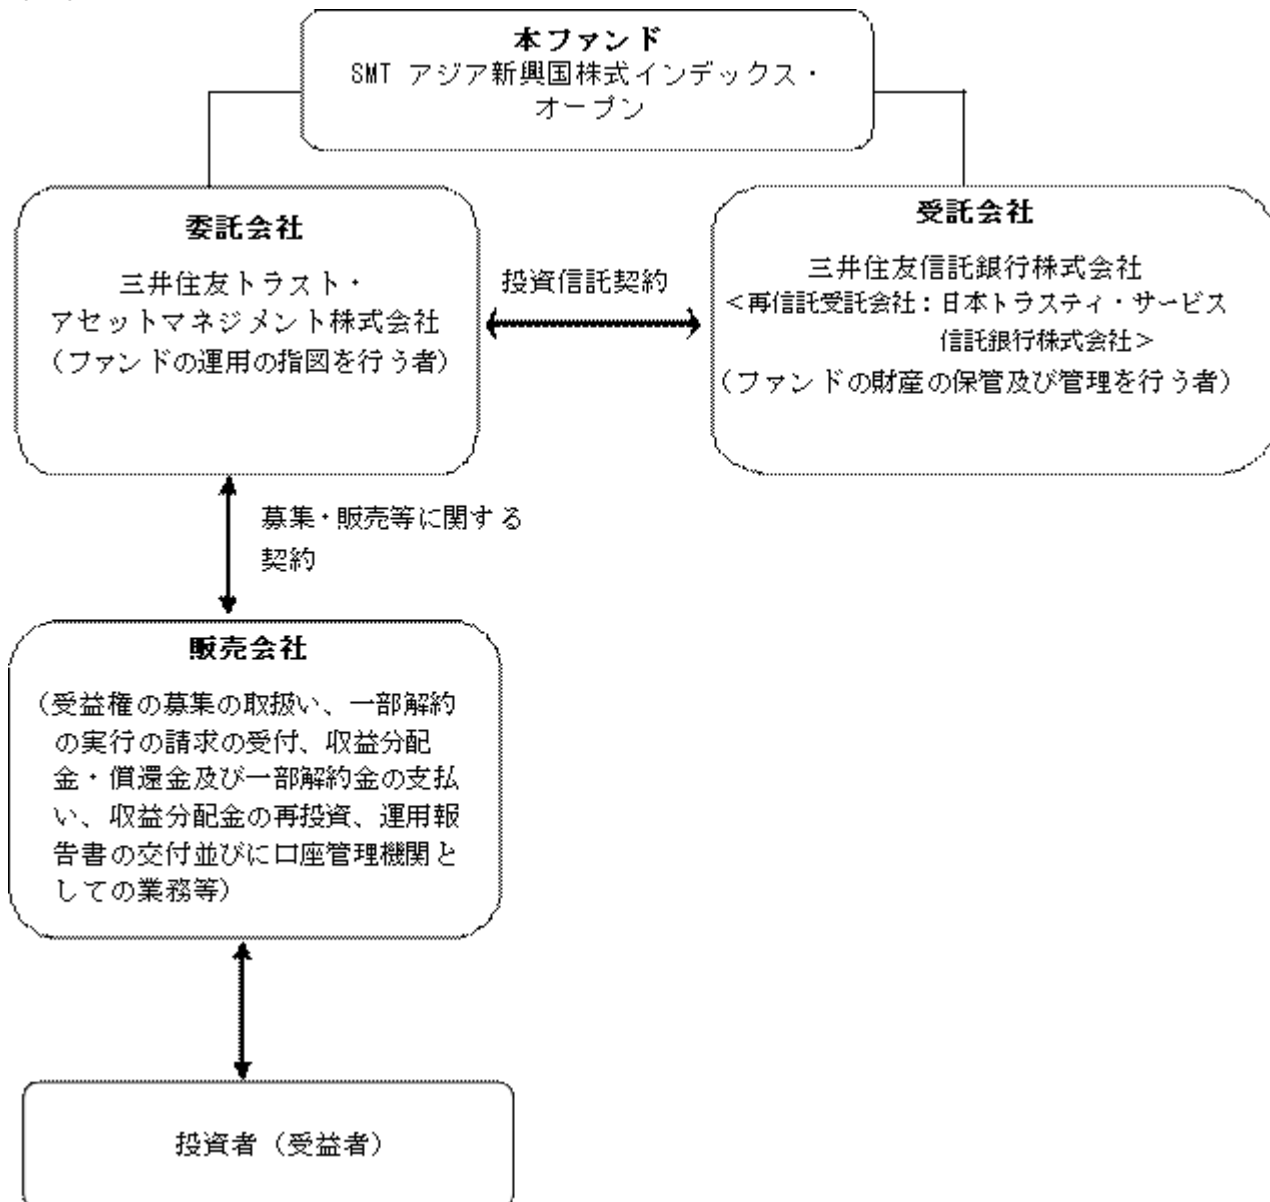 本ファンド
SMT アジア新興国株式インデックス・
オープン
委託会社
三井住友トラスト・
アセットマネジメント株式会社
（ファンドの運用の指図を行う者）
投資信託契約
受託会社
三井住友信託銀行株式会社
＜再信託受託会社：日本トラスティ・サービス
信託銀行株式会社＞
（ファンドの財産の保管及び管理を行う者）
募集・販売等に関する
契約
販売会社
（受益権の募集の取扱い、一部解約
の実行の請求の受付、収益分配
金・償還金及び一部解約金の支払
い、収益分配金の再投資、運用報
告書の交付並びに口座管理機関と
しての業務等）
投資者（受益者）